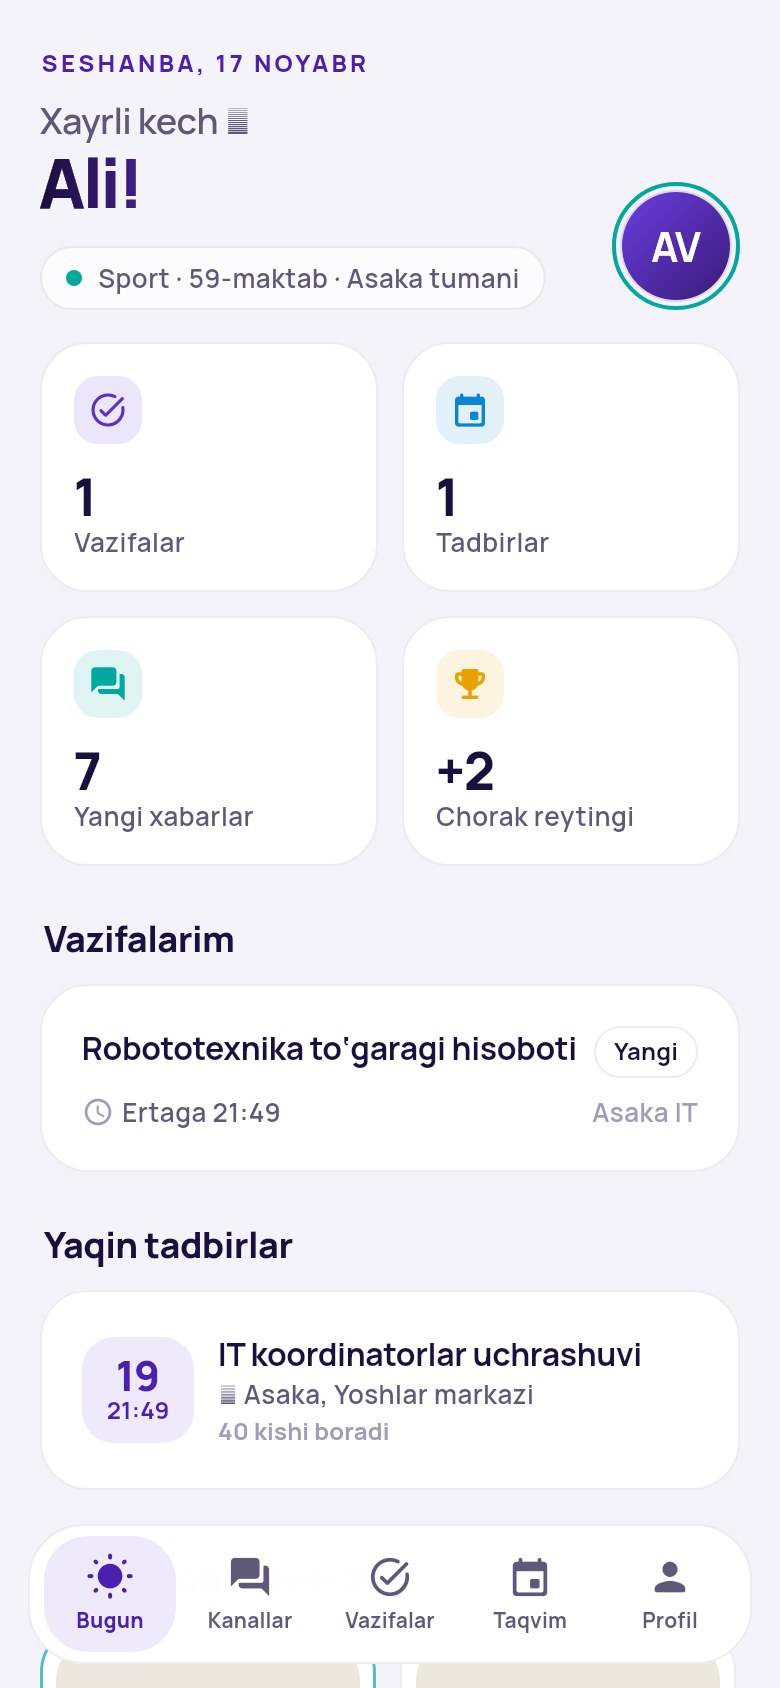 SESHANBA, 17 NOYABR
Xayrli kech
Ali!
AV
Sport · 59-maktab · Asaka tumani
1
Vazifalar
1
Tadbirlar
7
Yangi xabarlar
+2
Chorak reytingi
Vazifalarim
Robototexnika toʻgaragi hisoboti
Yangi
Ertaga 21:49
Asaka IT
Yaqin tadbirlar
19
21:49
IT koordinatorlar uchrashuvi
Asaka, Yoshlar markazi
40 kishi boradi
Bugun
Kanallar
Vazifalar
Taqvim
Profil